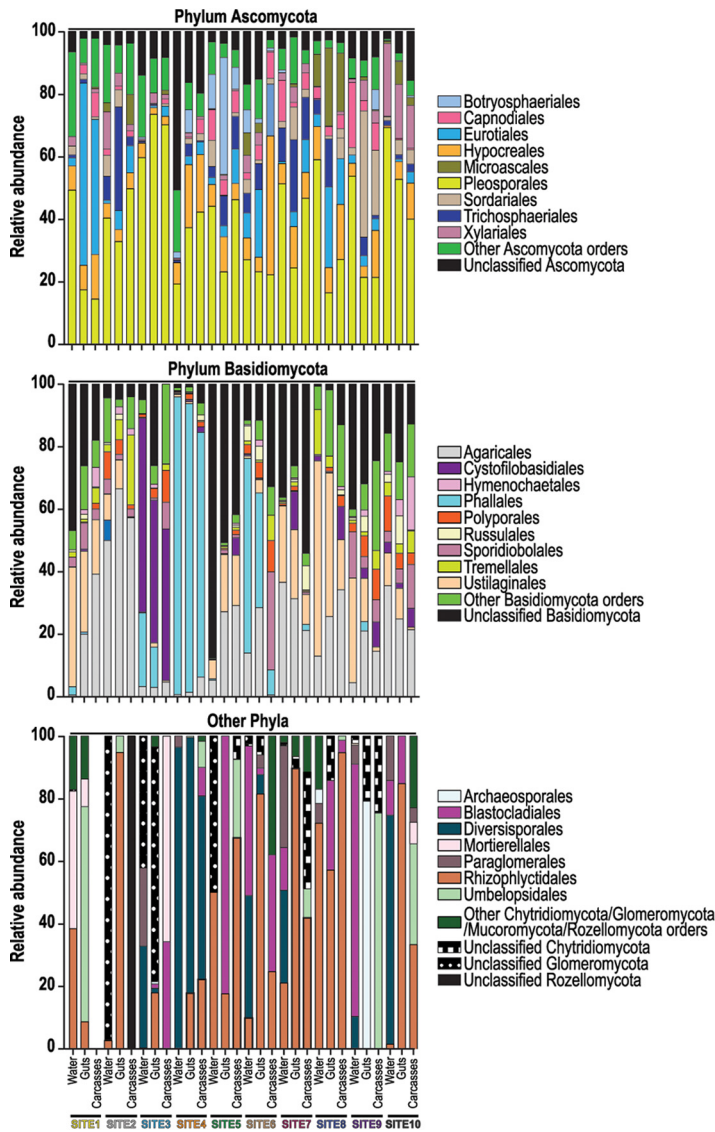 Phylum Ascomycota
100
80
60
40
20
0
Relative abundance
Botryosphaeriales
Capnodiales
Eurotiales
Hypocreales
Microascales
Pleosporales
Sordariales
Trichosphaeriales
Xylariales
Other Ascomycota orders
Unclassified Ascomycota
Phylum Basidiomycota
100
80
60
40
20
0
Relative abundance
Agaricales
Cystofilobasidiales
Hymenochaetales
Phallales
Polyporales
Russulales
Sporidiobolales
Tremellales
Ustilaginales
Other Basidiomycota orders
Unclassified Basidiomycota
Other Phyla
100
80
60
40
20
0
Relative abundance
Archaeosporales
Blastocladiales
Diversisporales
Mortierellales
Paraglomerales
Rhizophlyctidales
Umbelopsidales
Other Chytridiomycota/Glomeromycota
/Mucoromycota/Rozellomycota orders
Unclassified Chytridiomycota
Unclassified Glomeromycota
Unclassified Rozellomycota
Water Guts Carcasses Water Guts Carcasses Water Guts Carcasses Water Guts Carcasses Water Guts Carcasses Water Guts Carcasses Water Guts Carcasses Water Guts Carcasses Water Guts Carcasses Water Guts Carcasses
SITE1 SITE2 SITE3 SITE4 SITE5 SITE6 SITE7 SITE8 SITE9 SITE10